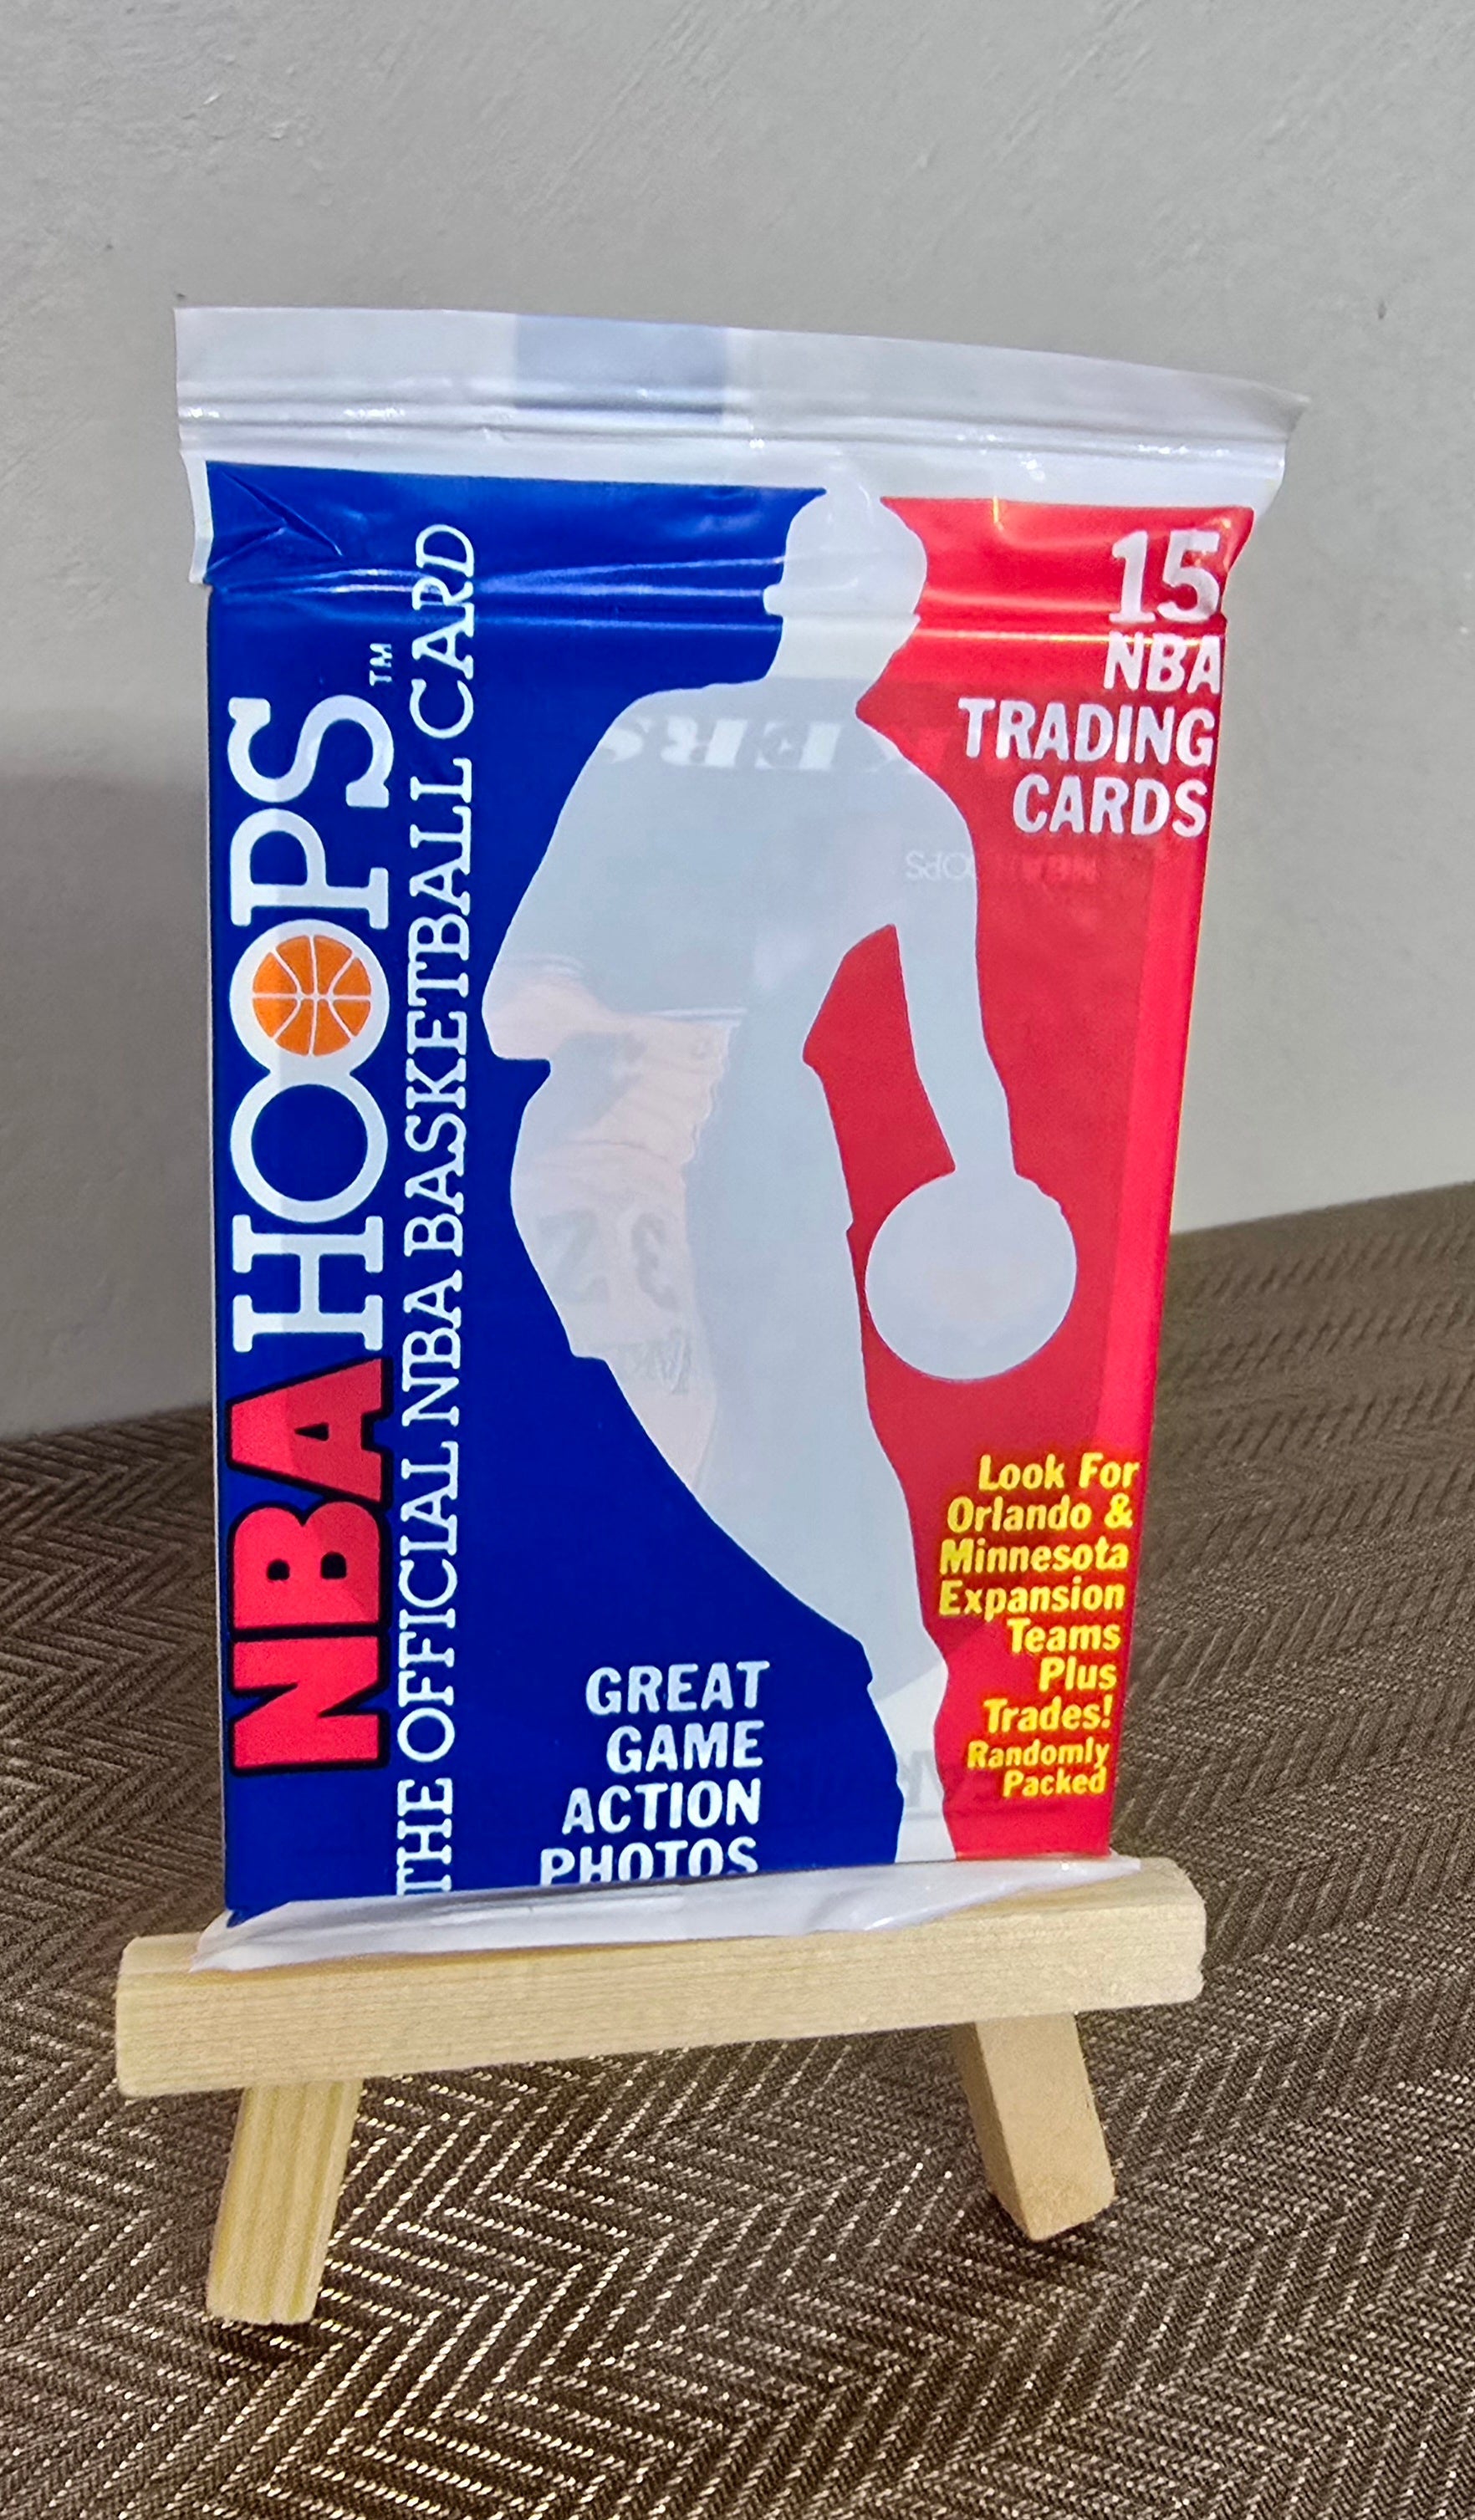 NBA HOOPS™
THE OFFICIAL NBA BASKETBALL CARD
15
NBA
TRADING
CARDS
Look For
Orlando &
Minnesota
Expansion
Teams
Plus
Trades!
Randomly
Packed
GREAT
GAME
ACTION
PHOTOS